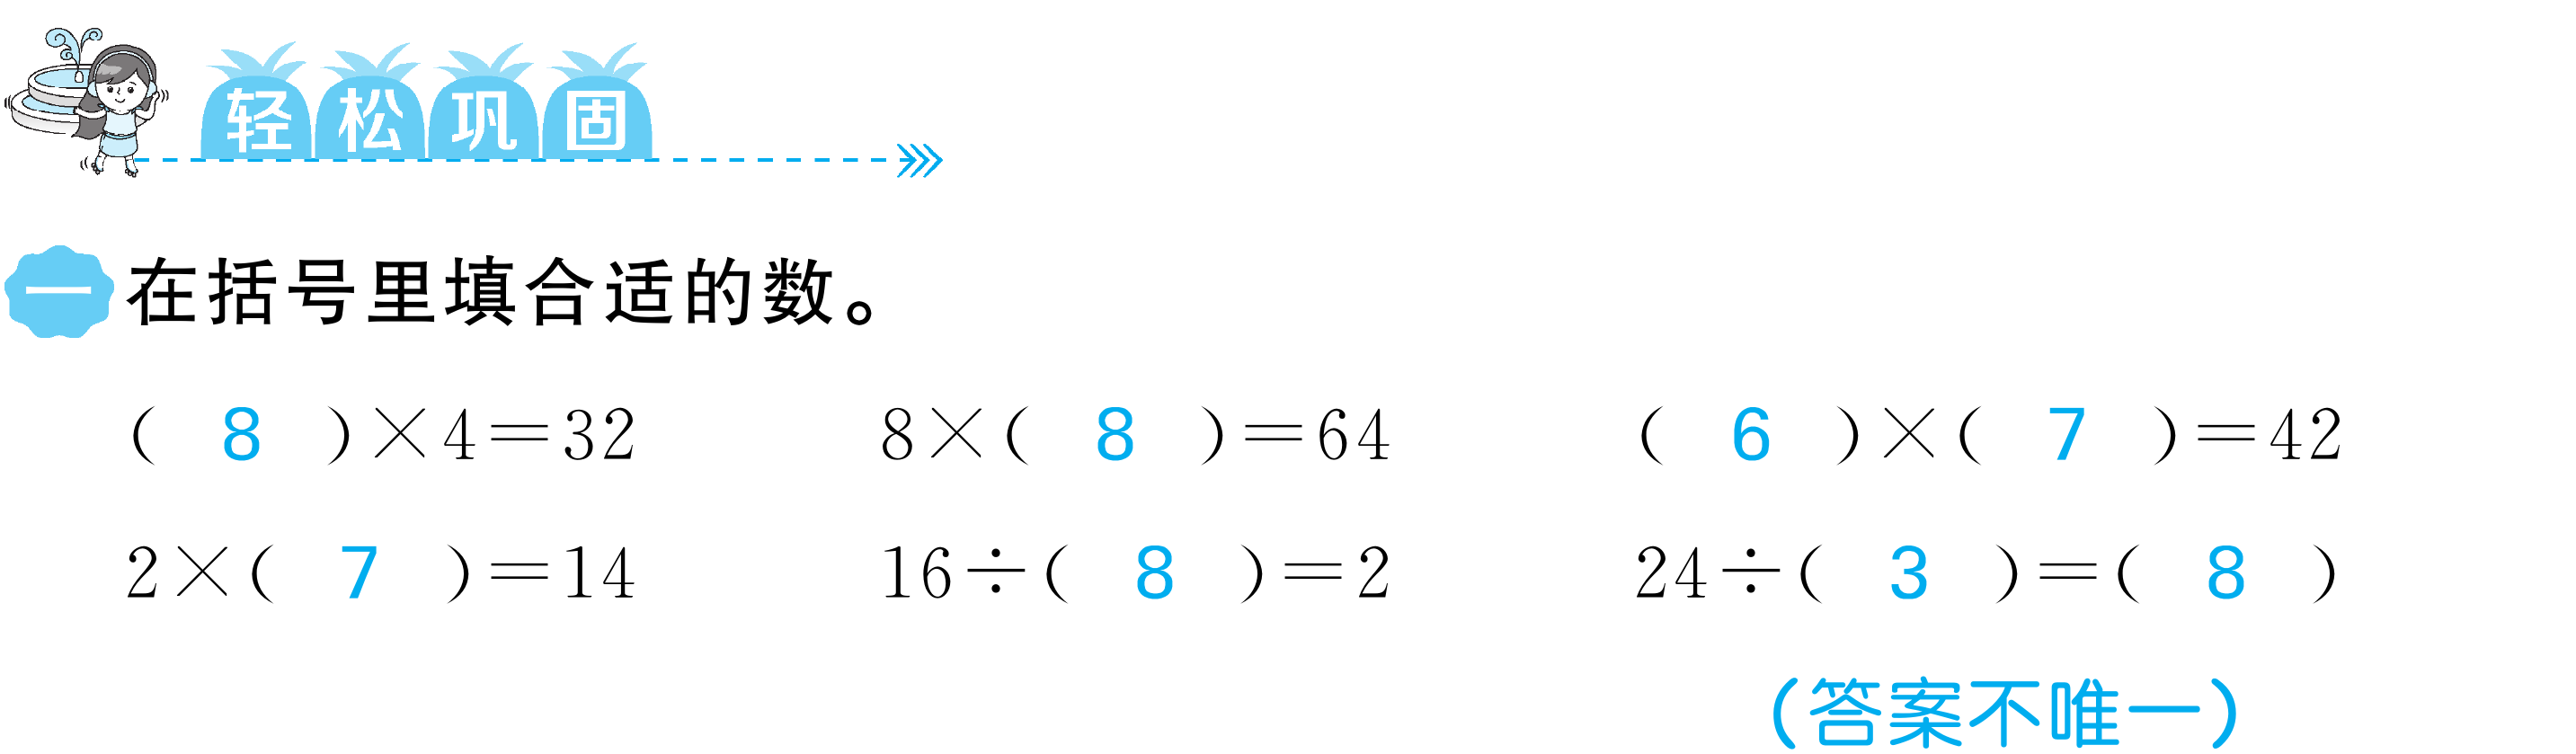 轻松巩固
一 在括号里填合适的数。
( 8 )×4=32 8×( 8 )=64 ( 6 )×( 7 )=42
2×( 7 )=14 16÷( 8 )=2 24÷( 3 )=( 8 )
(答案不唯一)